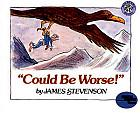 "Could Be Worse!"
by JAMES STEVENSON